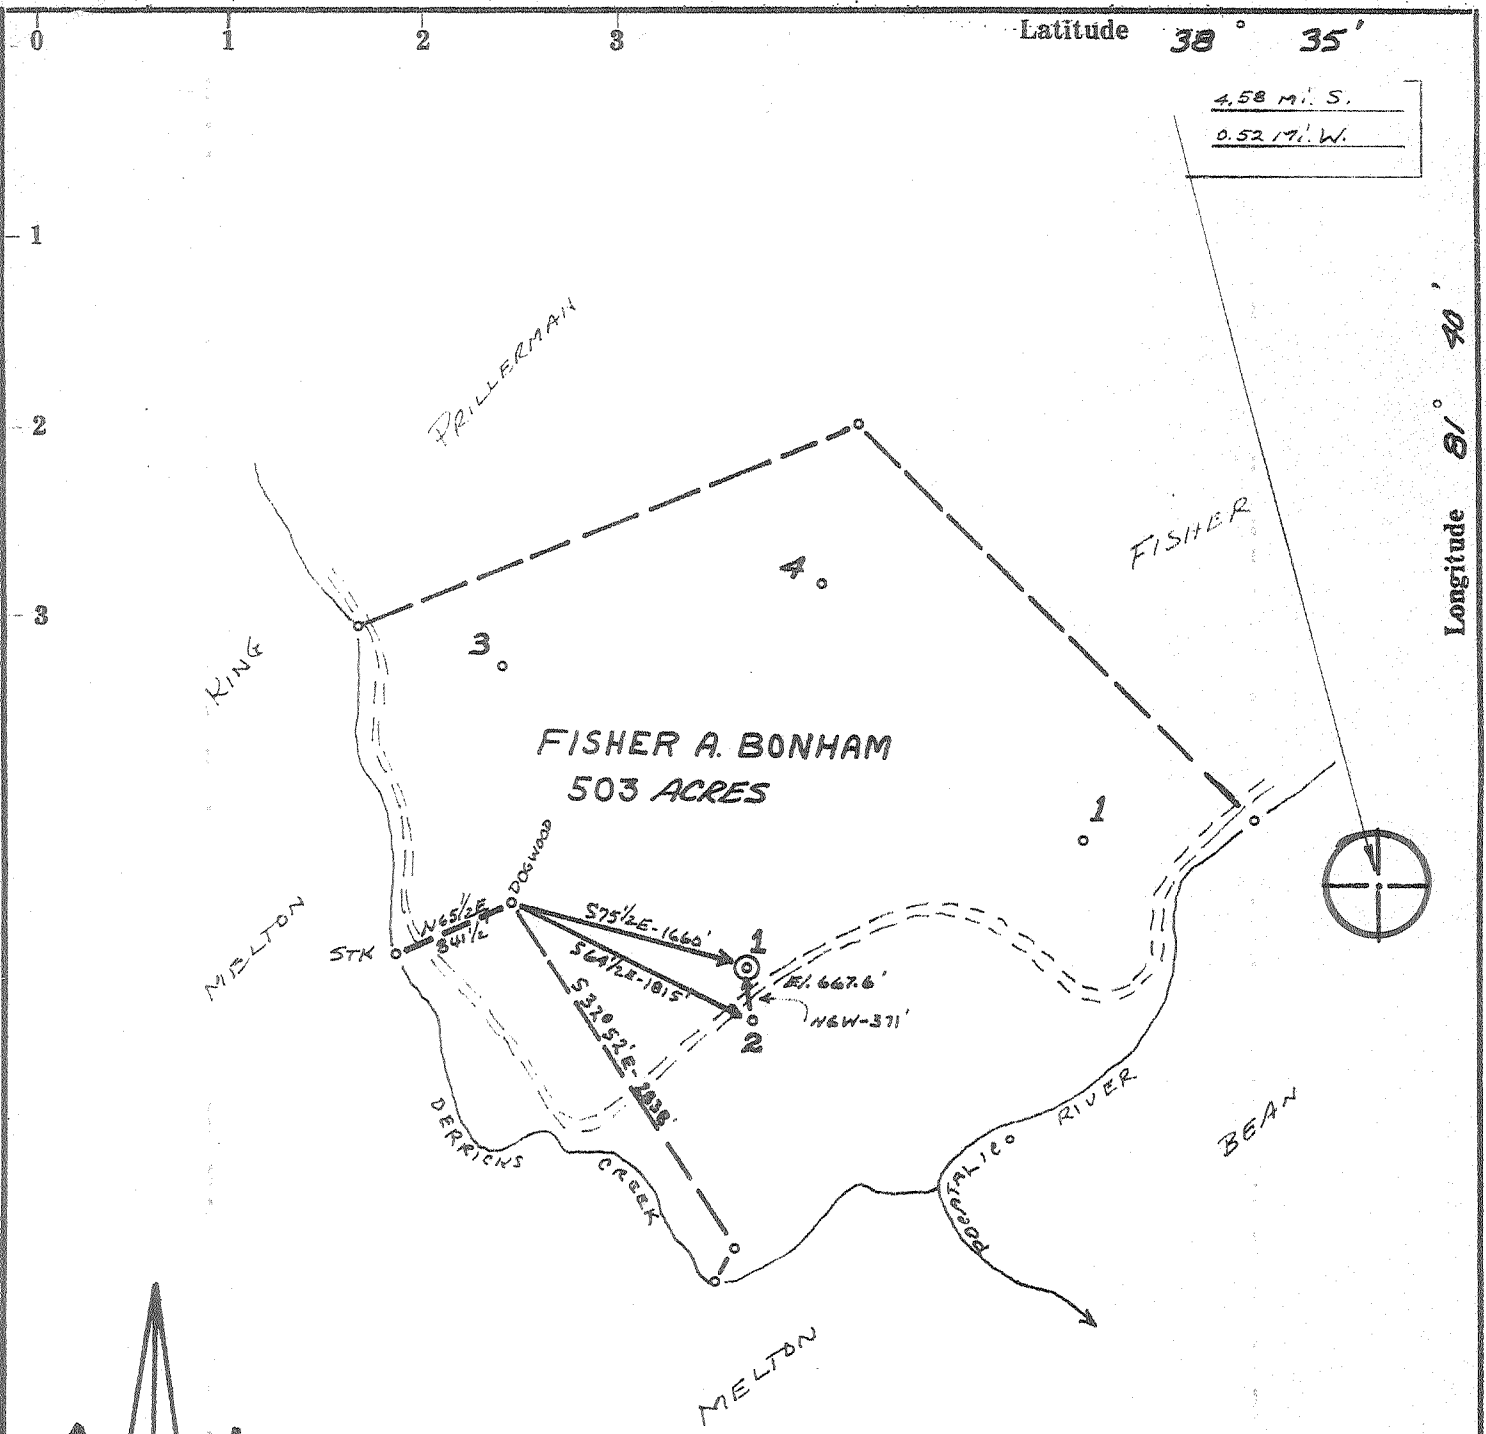 0 1 2 3 Latitude 38° 35'
4.58 mi. S.
0.52 Mi. W.
1
Longitude 81° 40'
PRILLERMAN
2
FISHER
4
3
3
KING
FISHER A. BONHAM
503 ACRES
1
DOGWOOD
N65½E
841½
STK
MELTON
S75½E-1660'
1
S64½E-1815'
El. 667.6'
N6W-371'
2
S32°52'E-2838'
DERRICKS CREEK
POCATALICO RIVER
BEAN
MELTON